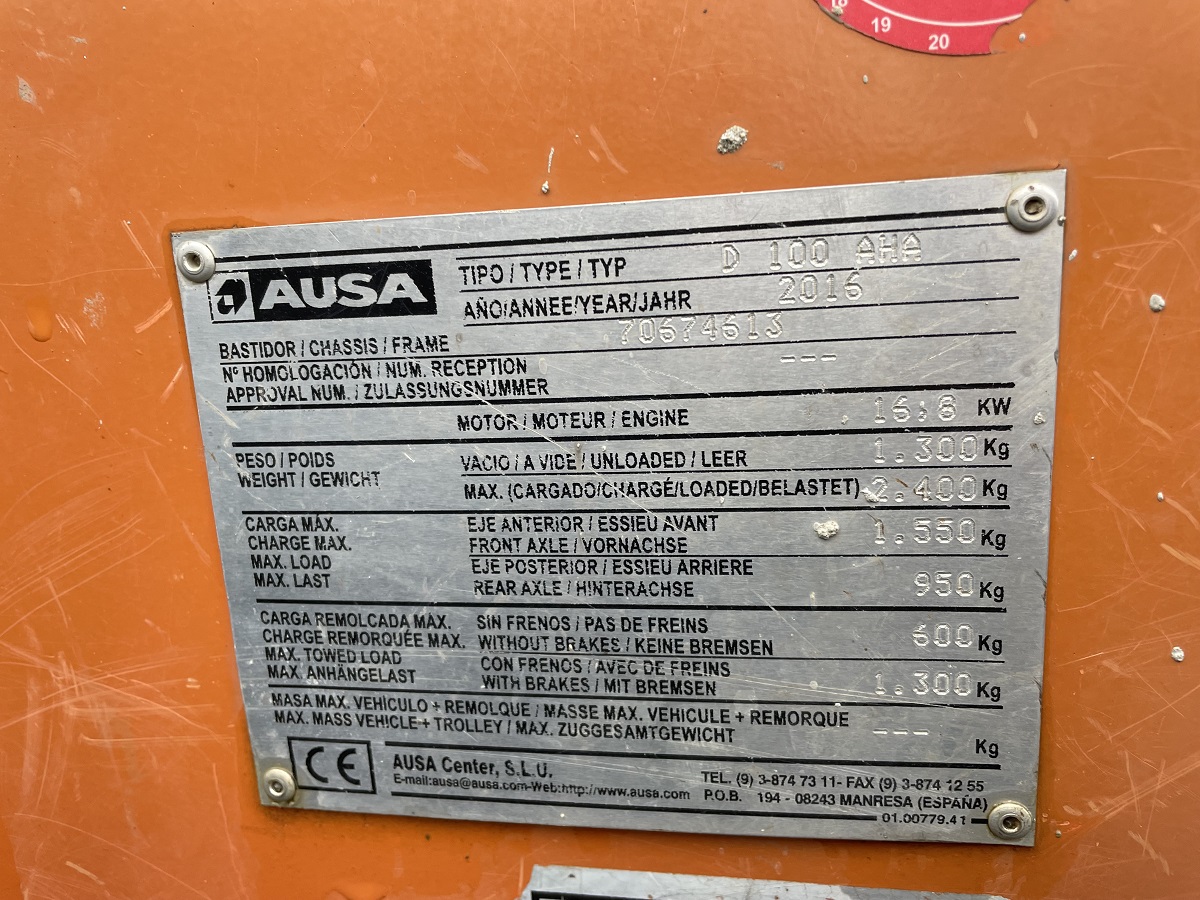 19
20
AUSA
TIPO / TYPE / TYP D 100 AHA
AÑO/ANNEE/YEAR/JAHR 2016
BASTIDOR / CHASSIS / FRAME 70674613
Nº HOMOLOGACIÓN / NUM. RECEPTION ---
APPROVAL NUM. / ZULASSUNGSNUMMER
MOTOR / MOTEUR / ENGINE 16.8 KW
PESO / POIDS
WEIGHT / GEWICHT
VACIO / A VIDE / UNLOADED / LEER 1.300 Kg
MAX. (CARGADO/CHARGÉ/LOADED/BELASTET) 2.400 Kg
CARGA MÁX.
CHARGE MAX.
MAX. LOAD
MAX. LAST
EJE ANTERIOR / ESSIEU AVANT
FRONT AXLE / VORNACHSE 1.550 Kg
EJE POSTERIOR / ESSIEU ARRIERE
REAR AXLE / HINTERACHSE 950 Kg
CARGA REMOLCADA MÁX.
CHARGE REMORQUÉE MAX.
MAX. TOWED LOAD
MAX. ANHÄNGELAST
SIN FRENOS / PAS DE FREINS
WITHOUT BRAKES / KEINE BREMSEN 600 Kg
CON FRENOS / AVEC DE FREINS
WITH BRAKES / MIT BREMSEN 1.300 Kg
MASA MAX. VEHÍCULO + REMOLQUE / MASSE MAX. VEHICULE + REMORQUE
MAX. MASS VEHICLE + TROLLEY / MAX. ZUGGESAMTGEWICHT --- Kg
CE
AUSA Center, S.L.U.
E-mail:ausa@ausa.com-Web:http://www.ausa.com
TEL. (9) 3-874 73 11- FAX (9) 3-874 12 55
P.O.B. 194 - 08243 MANRESA (ESPAÑA)
01.00779.41